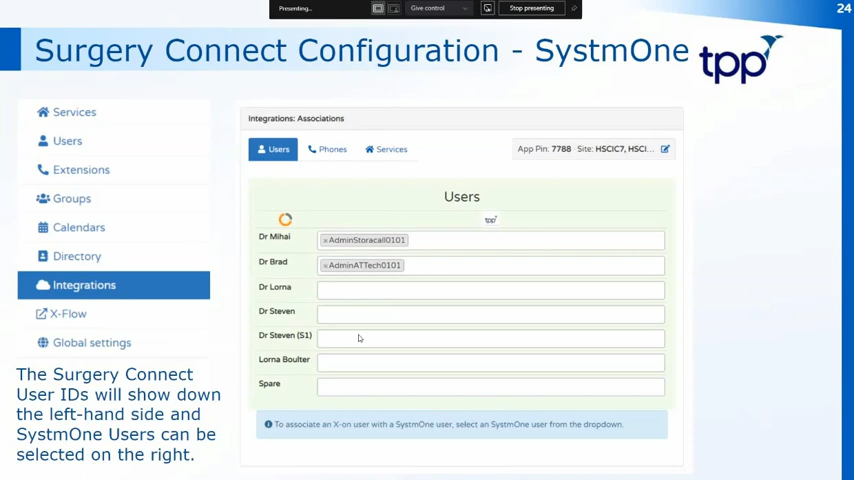 Presenting...
Give control
Stop presenting
24
Surgery Connect Configuration - SystmOne
tpp
Services
Users
Extensions
Groups
Calendars
Directory
Integrations
X-Flow
Global settings
The Surgery Connect
User IDs will show down
the left-hand side and
SystmOne Users can be
selected on the right.
Integrations: Associations
Users
Phones
Services
App Pin: 7788 · Site: HSCIC7, HSCI...
Users
tpp
Dr Mihai
×AdminStoracall0101
Dr Brad
×AdminATTech0101
Dr Lorna
Dr Steven
Dr Steven (S1)
Lorna Boulter
Spare
To associate an X-on user with a SystmOne user, select an SystmOne user from the dropdown.